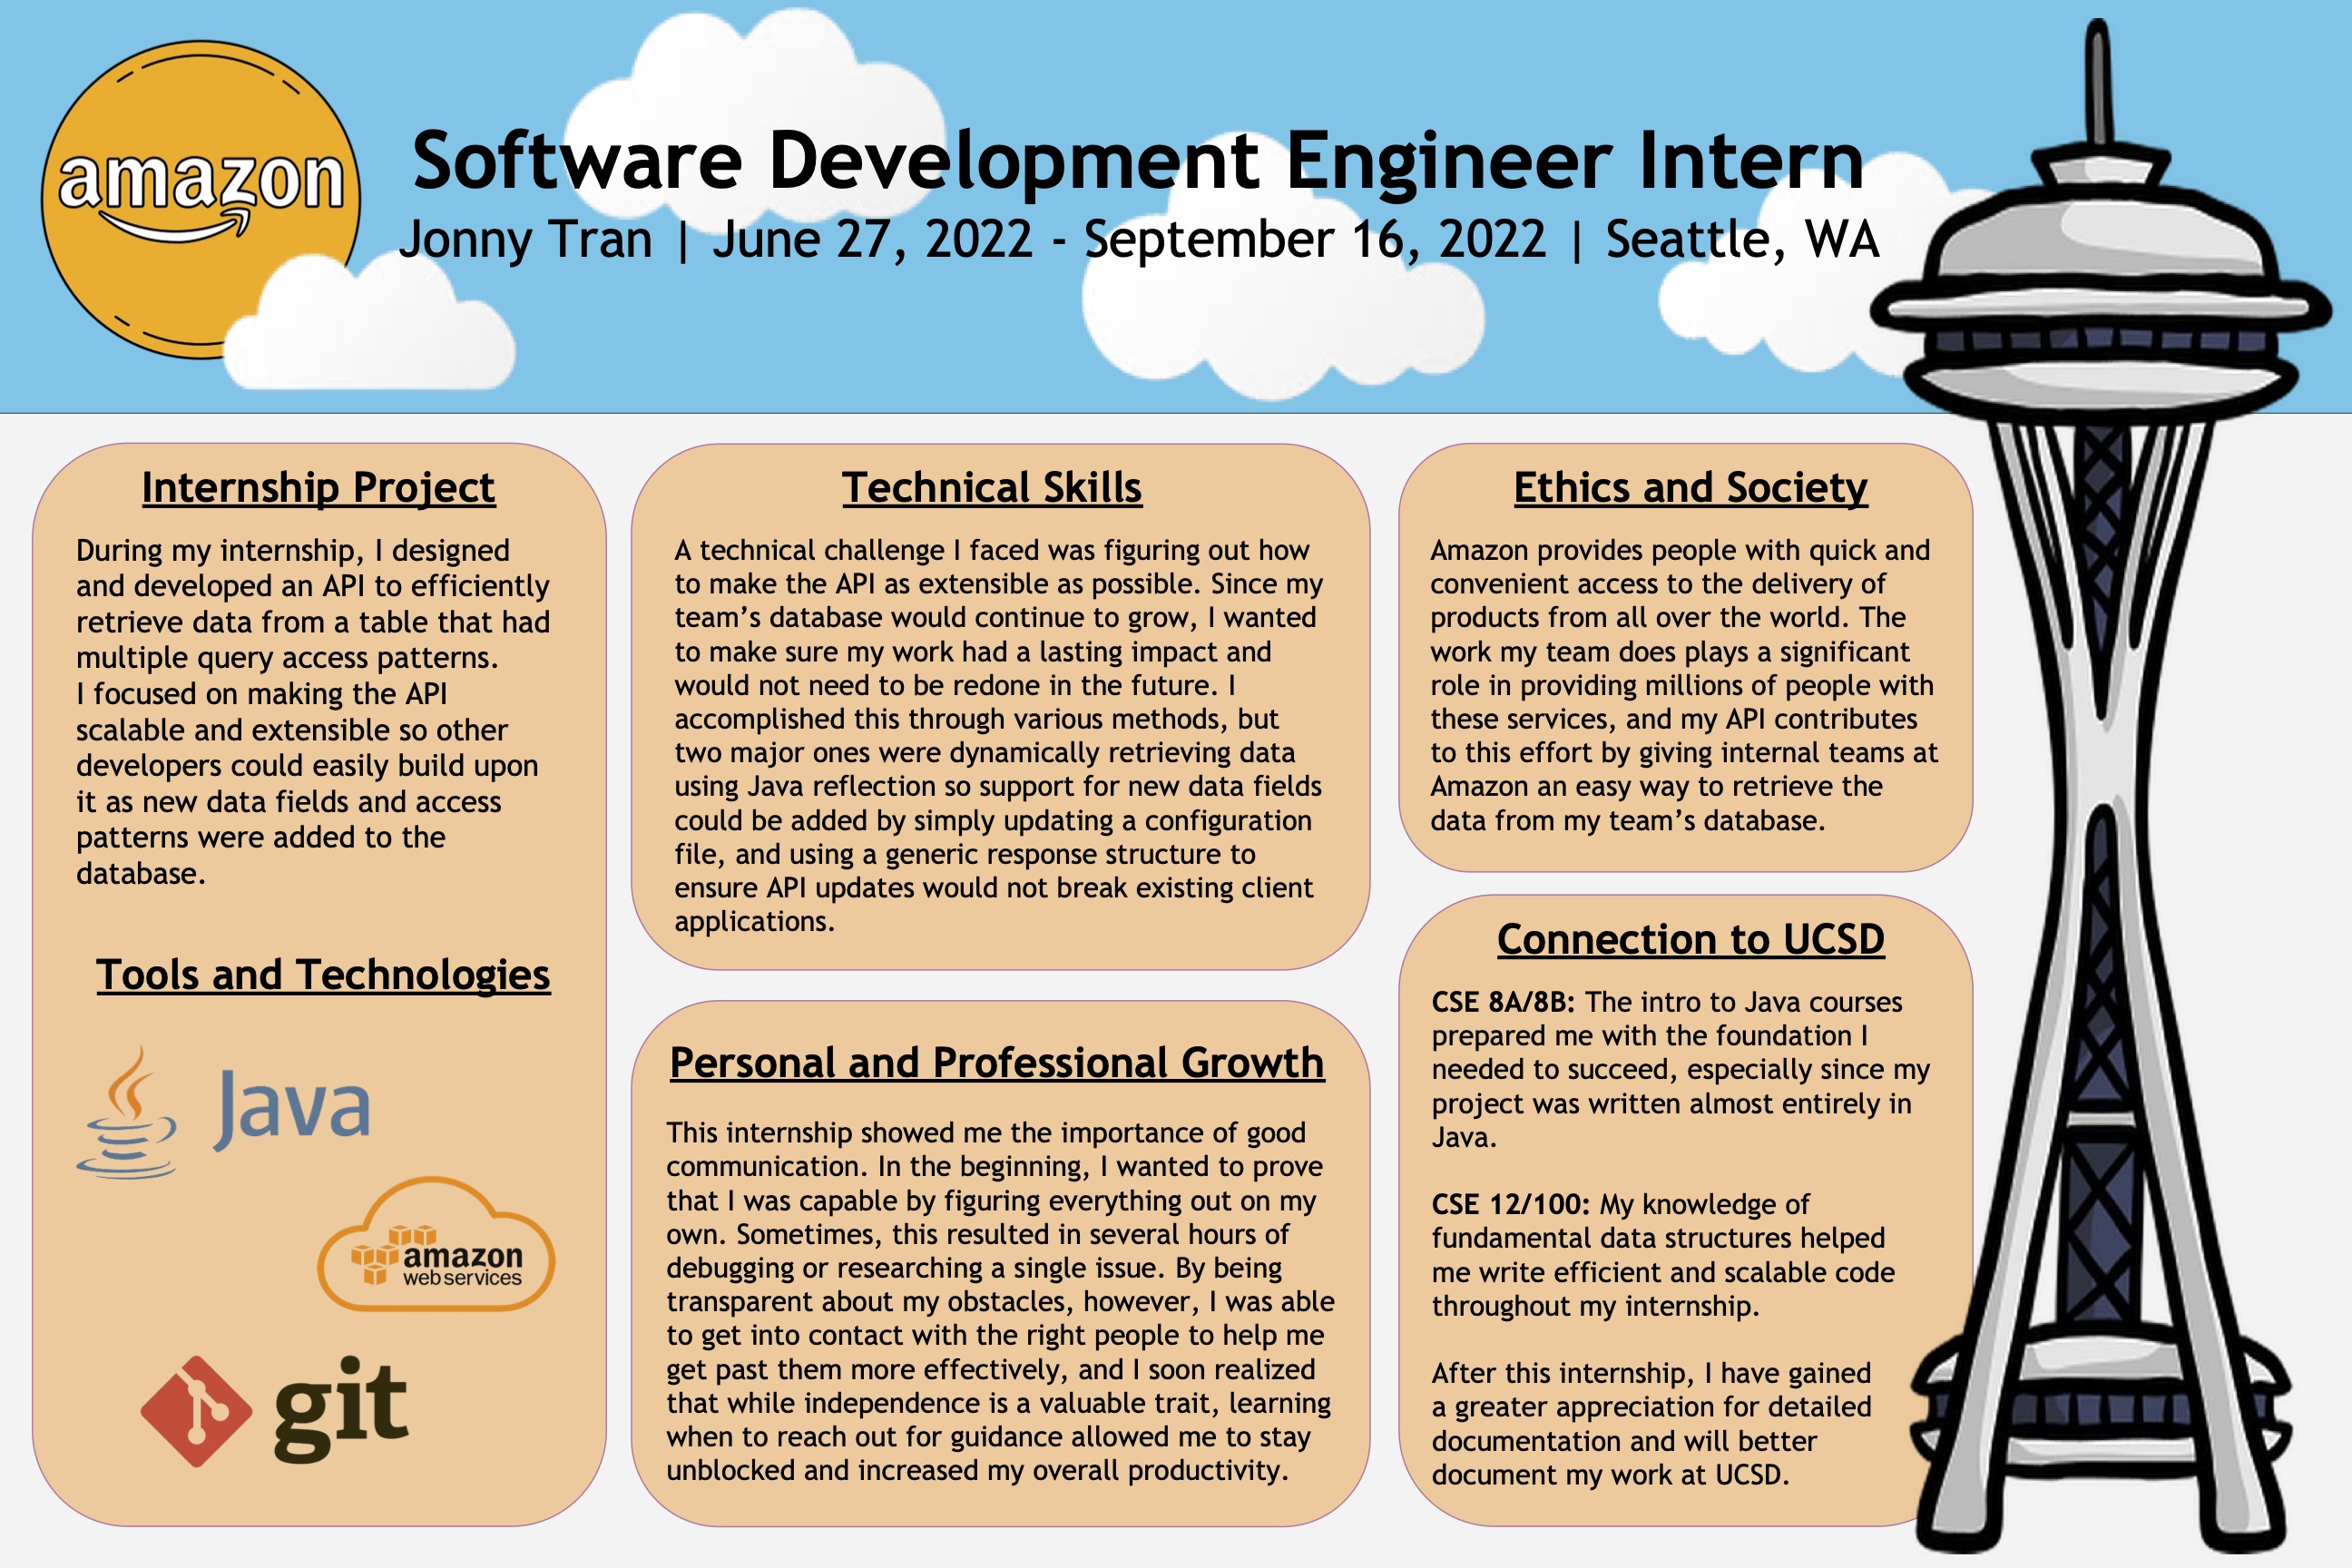 amazon
Software Development Engineer Intern
Jonny Tran | June 27, 2022 - September 16, 2022 | Seattle, WA
Internship Project
During my internship, I designed
and developed an API to efficiently
retrieve data from a table that had
multiple query access patterns.
I focused on making the API
scalable and extensible so other
developers could easily build upon
it as new data fields and access
patterns were added to the
database.
Tools and Technologies
Java
amazon
web services
git
Technical Skills
A technical challenge I faced was figuring out how
to make the API as extensible as possible. Since my
team’s database would continue to grow, I wanted
to make sure my work had a lasting impact and
would not need to be redone in the future. I
accomplished this through various methods, but
two major ones were dynamically retrieving data
using Java reflection so support for new data fields
could be added by simply updating a configuration
file, and using a generic response structure to
ensure API updates would not break existing client
applications.
Personal and Professional Growth
This internship showed me the importance of good
communication. In the beginning, I wanted to prove
that I was capable by figuring everything out on my
own. Sometimes, this resulted in several hours of
debugging or researching a single issue. By being
transparent about my obstacles, however, I was able
to get into contact with the right people to help me
get past them more effectively, and I soon realized
that while independence is a valuable trait, learning
when to reach out for guidance allowed me to stay
unblocked and increased my overall productivity.
Ethics and Society
Amazon provides people with quick and
convenient access to the delivery of
products from all over the world. The
work my team does plays a significant
role in providing millions of people with
these services, and my API contributes
to this effort by giving internal teams at
Amazon an easy way to retrieve the
data from my team’s database.
Connection to UCSD
CSE 8A/8B: The intro to Java courses
prepared me with the foundation I
needed to succeed, especially since my
project was written almost entirely in
Java.
CSE 12/100: My knowledge of
fundamental data structures helped
me write efficient and scalable code
throughout my internship.
After this internship, I have gained
a greater appreciation for detailed
documentation and will better
document my work at UCSD.